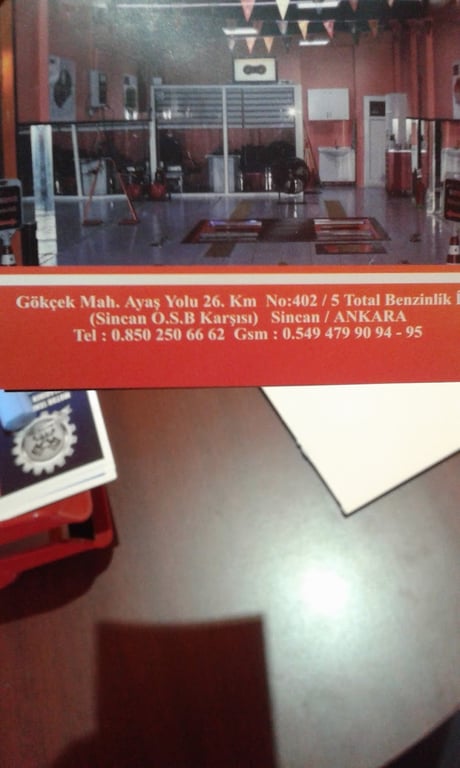 Gökçek Mah. Ayaş Yolu 26. Km No:402 / 5 Total Benzinlik
(Sincan O.S.B Karşısı) Sincan / ANKARA
Tel : 0.850 250 66 62 Gsm : 0.549 479 90 94 - 95